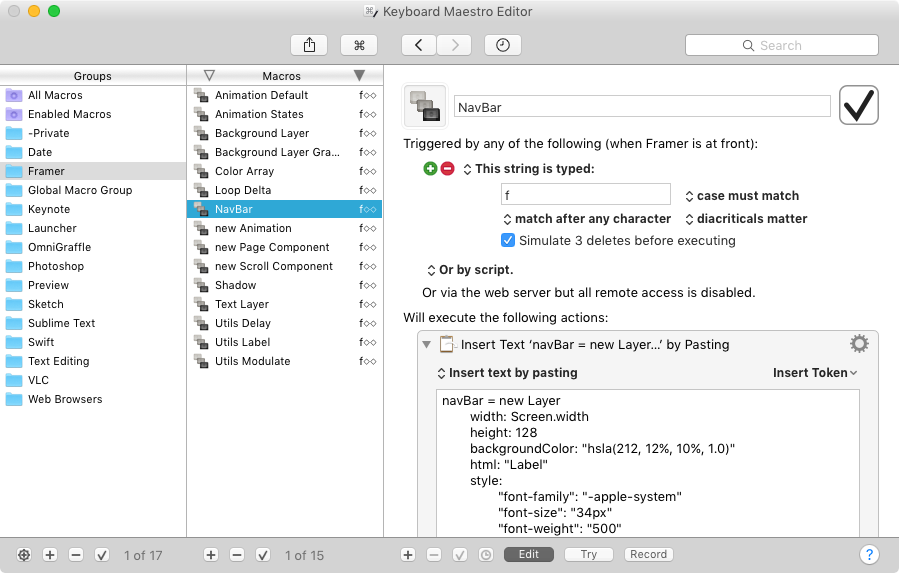 Keyboard Maestro Editor
Search
Groups
All Macros
Enabled Macros
-Private
Date
Framer
Global Macro Group
Keynote
Launcher
OmniGraffle
Photoshop
Preview
Sketch
Sublime Text
Swift
Text Editing
VLC
Web Browsers
1 of 17
Macros
Animation Default f◇◇
Animation States f◇◇
Background Layer f◇◇
Background Layer Gra... f◇◇
Color Array f◇◇
Loop Delta f◇◇
NavBar f◇◇
new Animation f◇◇
new Page Component f◇◇
new Scroll Component f◇◇
Shadow f◇◇
Text Layer f◇◇
Utils Delay f◇◇
Utils Label f◇◇
Utils Modulate f◇◇
1 of 15
NavBar
Triggered by any of the following (when Framer is at front):
This string is typed:
f
case must match
match after any character
diacriticals matter
Simulate 3 deletes before executing
Or by script.
Or via the web server but all remote access is disabled.
Will execute the following actions:
Insert Text ‘navBar = new Layer...’ by Pasting
Insert text by pasting
Insert Token
navBar = new Layer
width: Screen.width
height: 128
backgroundColor: "hsla(212, 12%, 10%, 1.0)"
html: "Label"
style:
"font-family": "-apple-system"
"font-size": "34px"
"font-weight": "500"
Edit
Try
Record
?